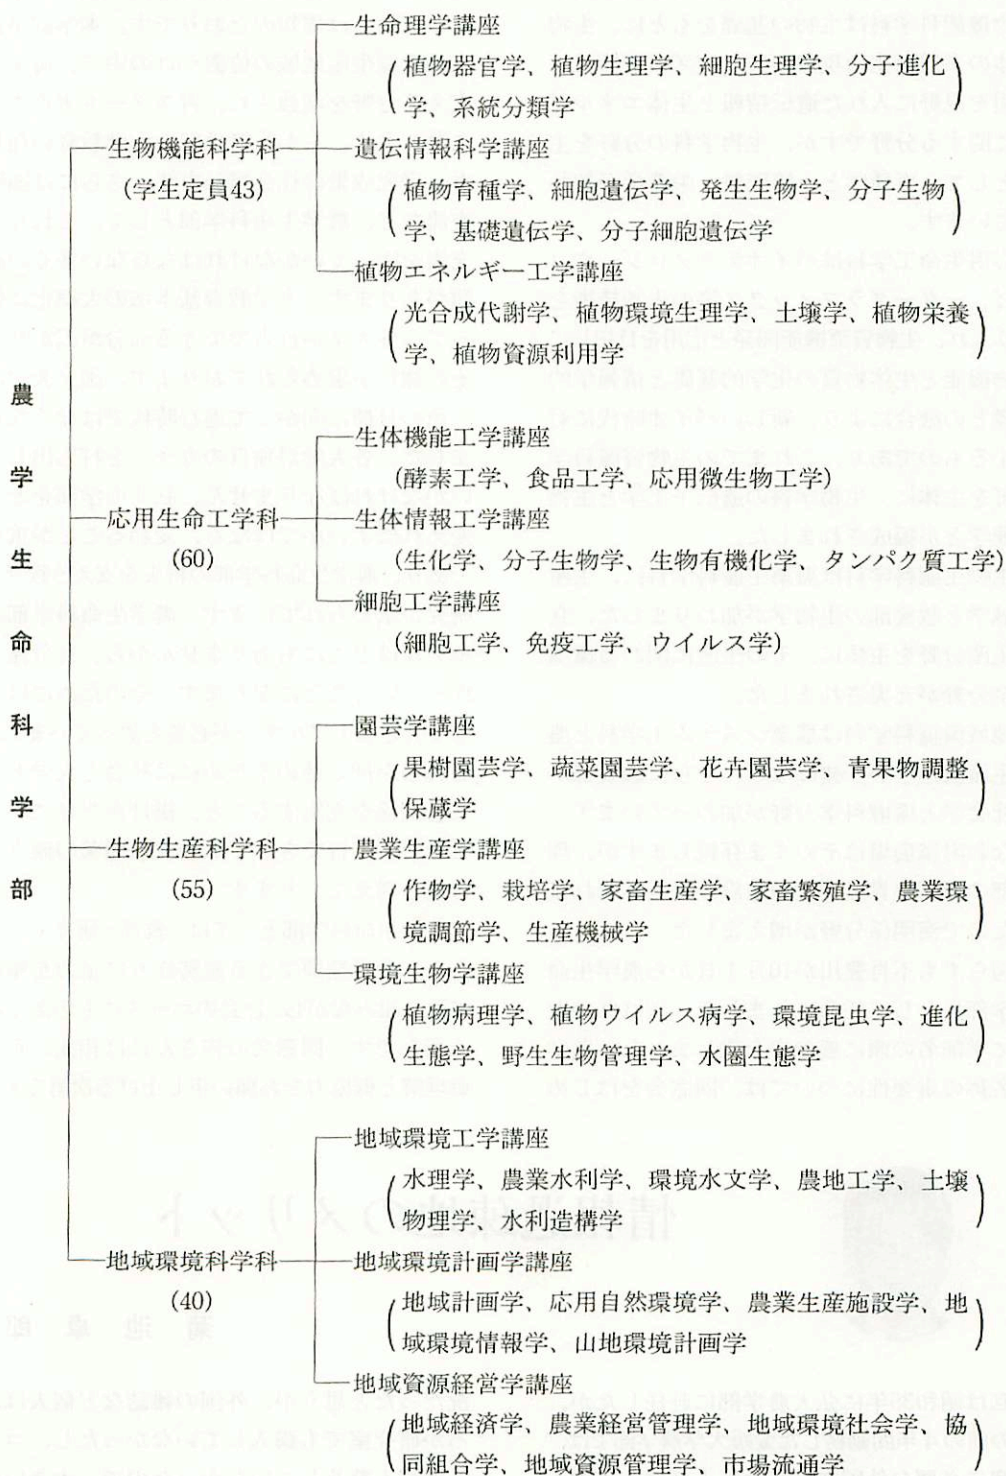 農学生命科学部
生物機能科学科
(学生定員43)
生命理学講座
(植物器官学、植物生理学、細胞生理学、分子進化
学、系統分類学)
遺伝情報科学講座
(植物育種学、細胞遺伝学、発生生物学、分子生物
学、基礎遺伝学、分子細胞遺伝学)
植物エネルギー工学講座
(光合成代謝学、植物環境生理学、土壌学、植物栄養
学、植物資源利用学)
応用生命工学科
(60)
生体機能工学講座
(酵素工学、食品工学、応用微生物工学)
生体情報工学講座
(生化学、分子生物学、生物有機化学、タンパク質工学)
細胞工学講座
(細胞工学、免疫工学、ウイルス学)
生物生産科学科
(55)
園芸学講座
(果樹園芸学、蔬菜園芸学、花卉園芸学、青果物調整
保蔵学)
農業生産学講座
(作物学、栽培学、家畜生産学、家畜繁殖学、農業環
境調節学、生産機械学)
環境生物学講座
(植物病理学、植物ウイルス病学、環境昆虫学、進化
生態学、野生生物管理学、水圏生態学)
地域環境科学科
(40)
地域環境工学講座
(水理学、農業水利学、環境水文学、農地工学、土壌
物理学、水利造構学)
地域環境計画学講座
(地域計画学、応用自然環境学、農業生産施設学、地
域環境情報学、山地環境計画学)
地域資源経営学講座
(地域経済学、農業経営管理学、地域環境社会学、協
同組合学、地域資源管理学、市場流通学)